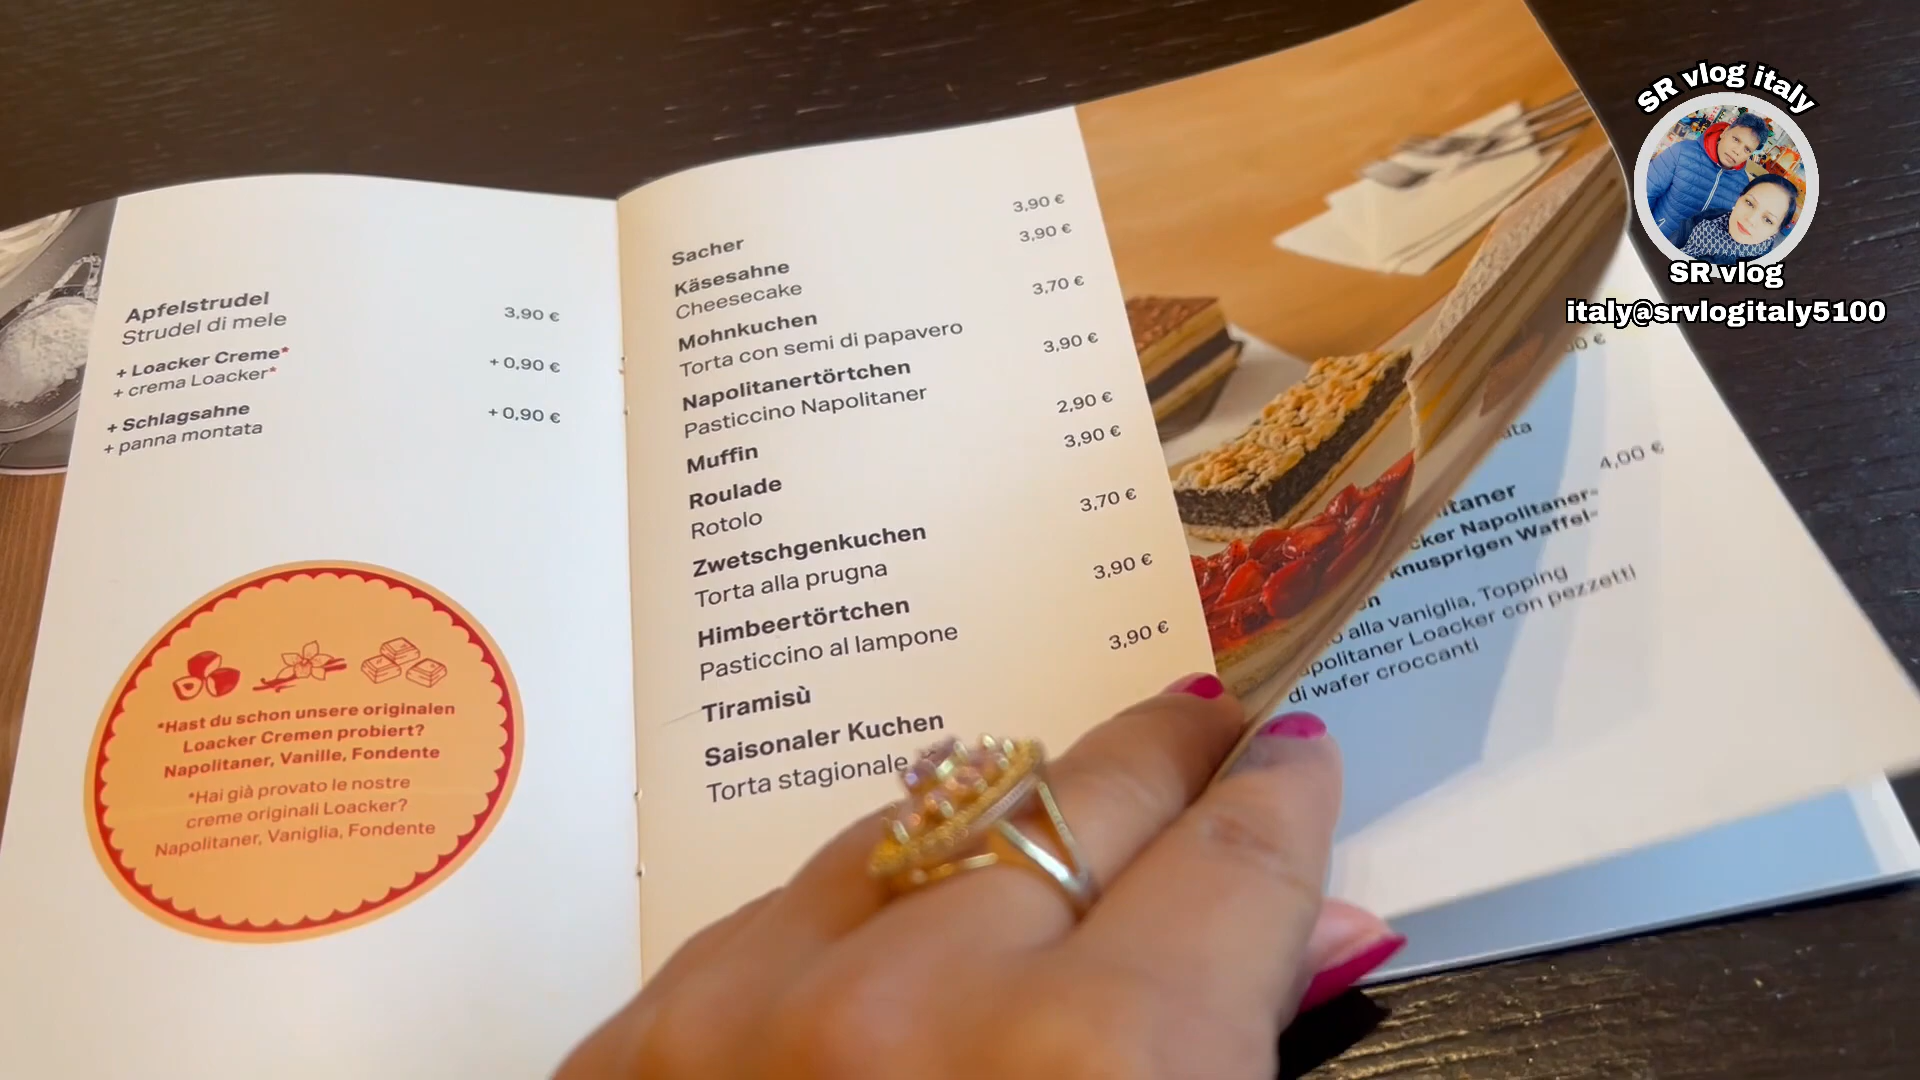 Apfelstrudel
Strudel di mele
3,90 €
+ Loacker Creme*
+ crema Loacker*
+ 0,90 €
+ Schlagsahne
+ panna montata
+ 0,90 €
*Hast du schon unsere originalen
Loacker Cremen probiert?
Napolitaner, Vanille, Fondente
*Hai già provato le nostre
creme originali Loacker?
Napolitaner, Vaniglia, Fondente
Sacher
3,90 €
Käsesahne
Cheesecake
3,90 €
Mohnkuchen
Torta con semi di papavero
3,70 €
Napolitanertörtchen
Pasticcino Napolitaner
3,90 €
Muffin
2,90 €
Roulade
Rotolo
3,90 €
Zwetschgenkuchen
Torta alla prugna
3,70 €
Himbeertörtchen
Pasticcino al lampone
3,90 €
Tiramisù
3,90 €
Saisonaler Kuchen
Torta stagionale
4,00 €
Napolitaner-
knusprigen Waffel-
alla vaniglia, Topping
Loacker con pezzetti
di wafer croccanti
SR vlog italy
SR vlog
italy@srvlogitaly5100